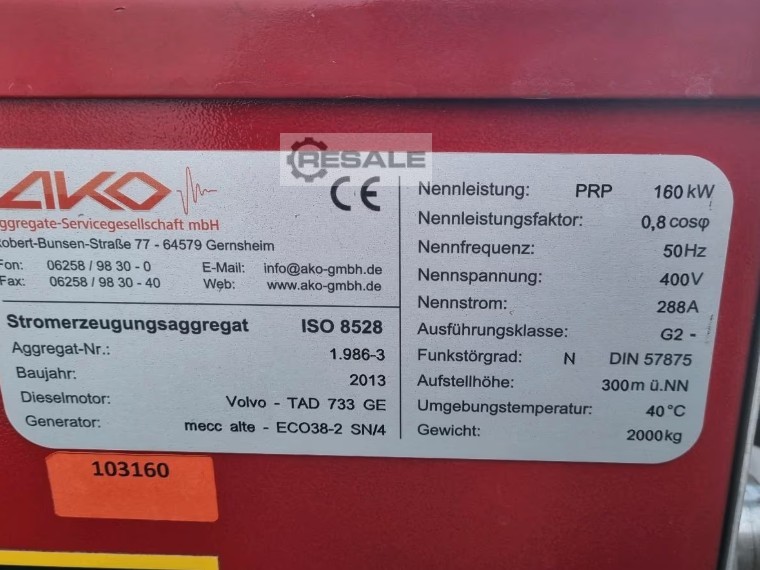 RESALE
AKO
CE
ggregate-Servicegesellschaft mbH
obert-Bunsen-Straße 77 - 64579 Gernsheim
Fon: 06258 / 98 30 - 0 E-Mail: info@ako-gmbh.de
Fax: 06258 / 98 30 - 40 Web: www.ako-gmbh.de
Stromerzeugungsaggregat ISO 8528
Aggregat-Nr.: 1.986-3
Baujahr: 2013
Dieselmotor: Volvo - TAD 733 GE
Generator: mecc alte - ECO38-2 SN/4
Nennleistung: PRP 160 kW
Nennleistungsfaktor: 0,8 cosφ
Nennfrequenz: 50Hz
Nennspannung: 400V
Nennstrom: 288A
Ausführungsklasse: G2 -
Funkstörgrad: N DIN 57875
Aufstellhöhe: 300m ü.NN
Umgebungstemperatur: 40°C
Gewicht: 2000kg
103160